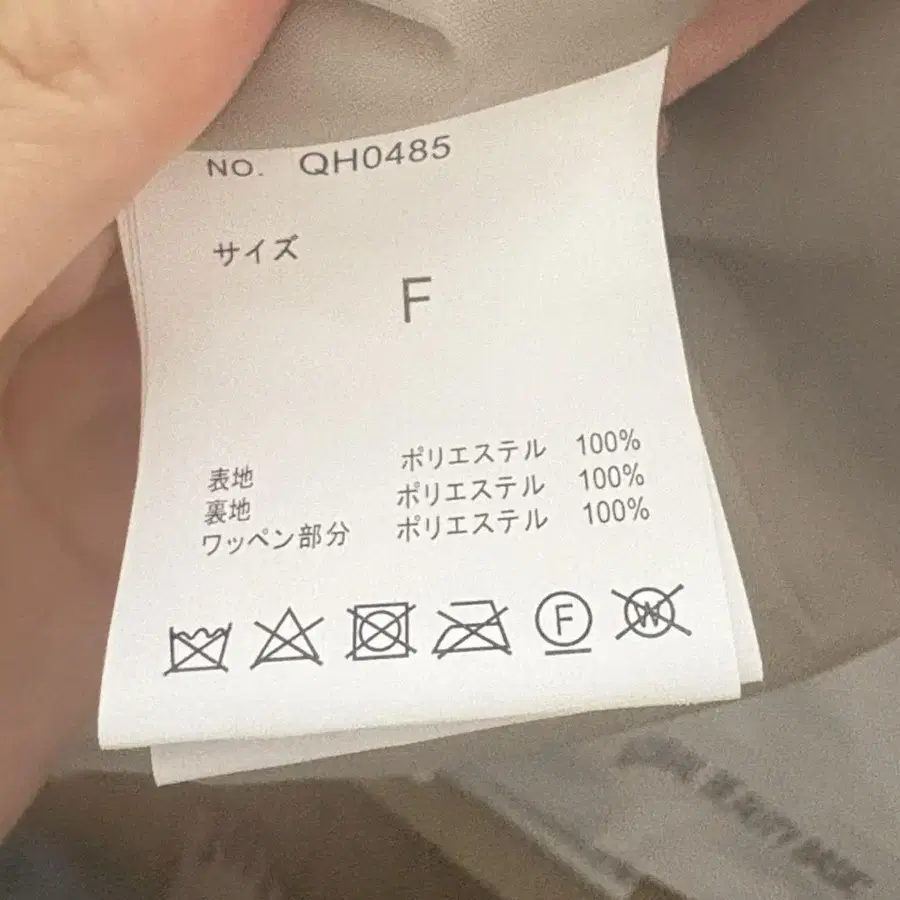 NO. QH0485
サイズ
F
表地 ポリエステル 100%
裏地 ポリエステル 100%
ワッペン部分 ポリエステル 100%
F W